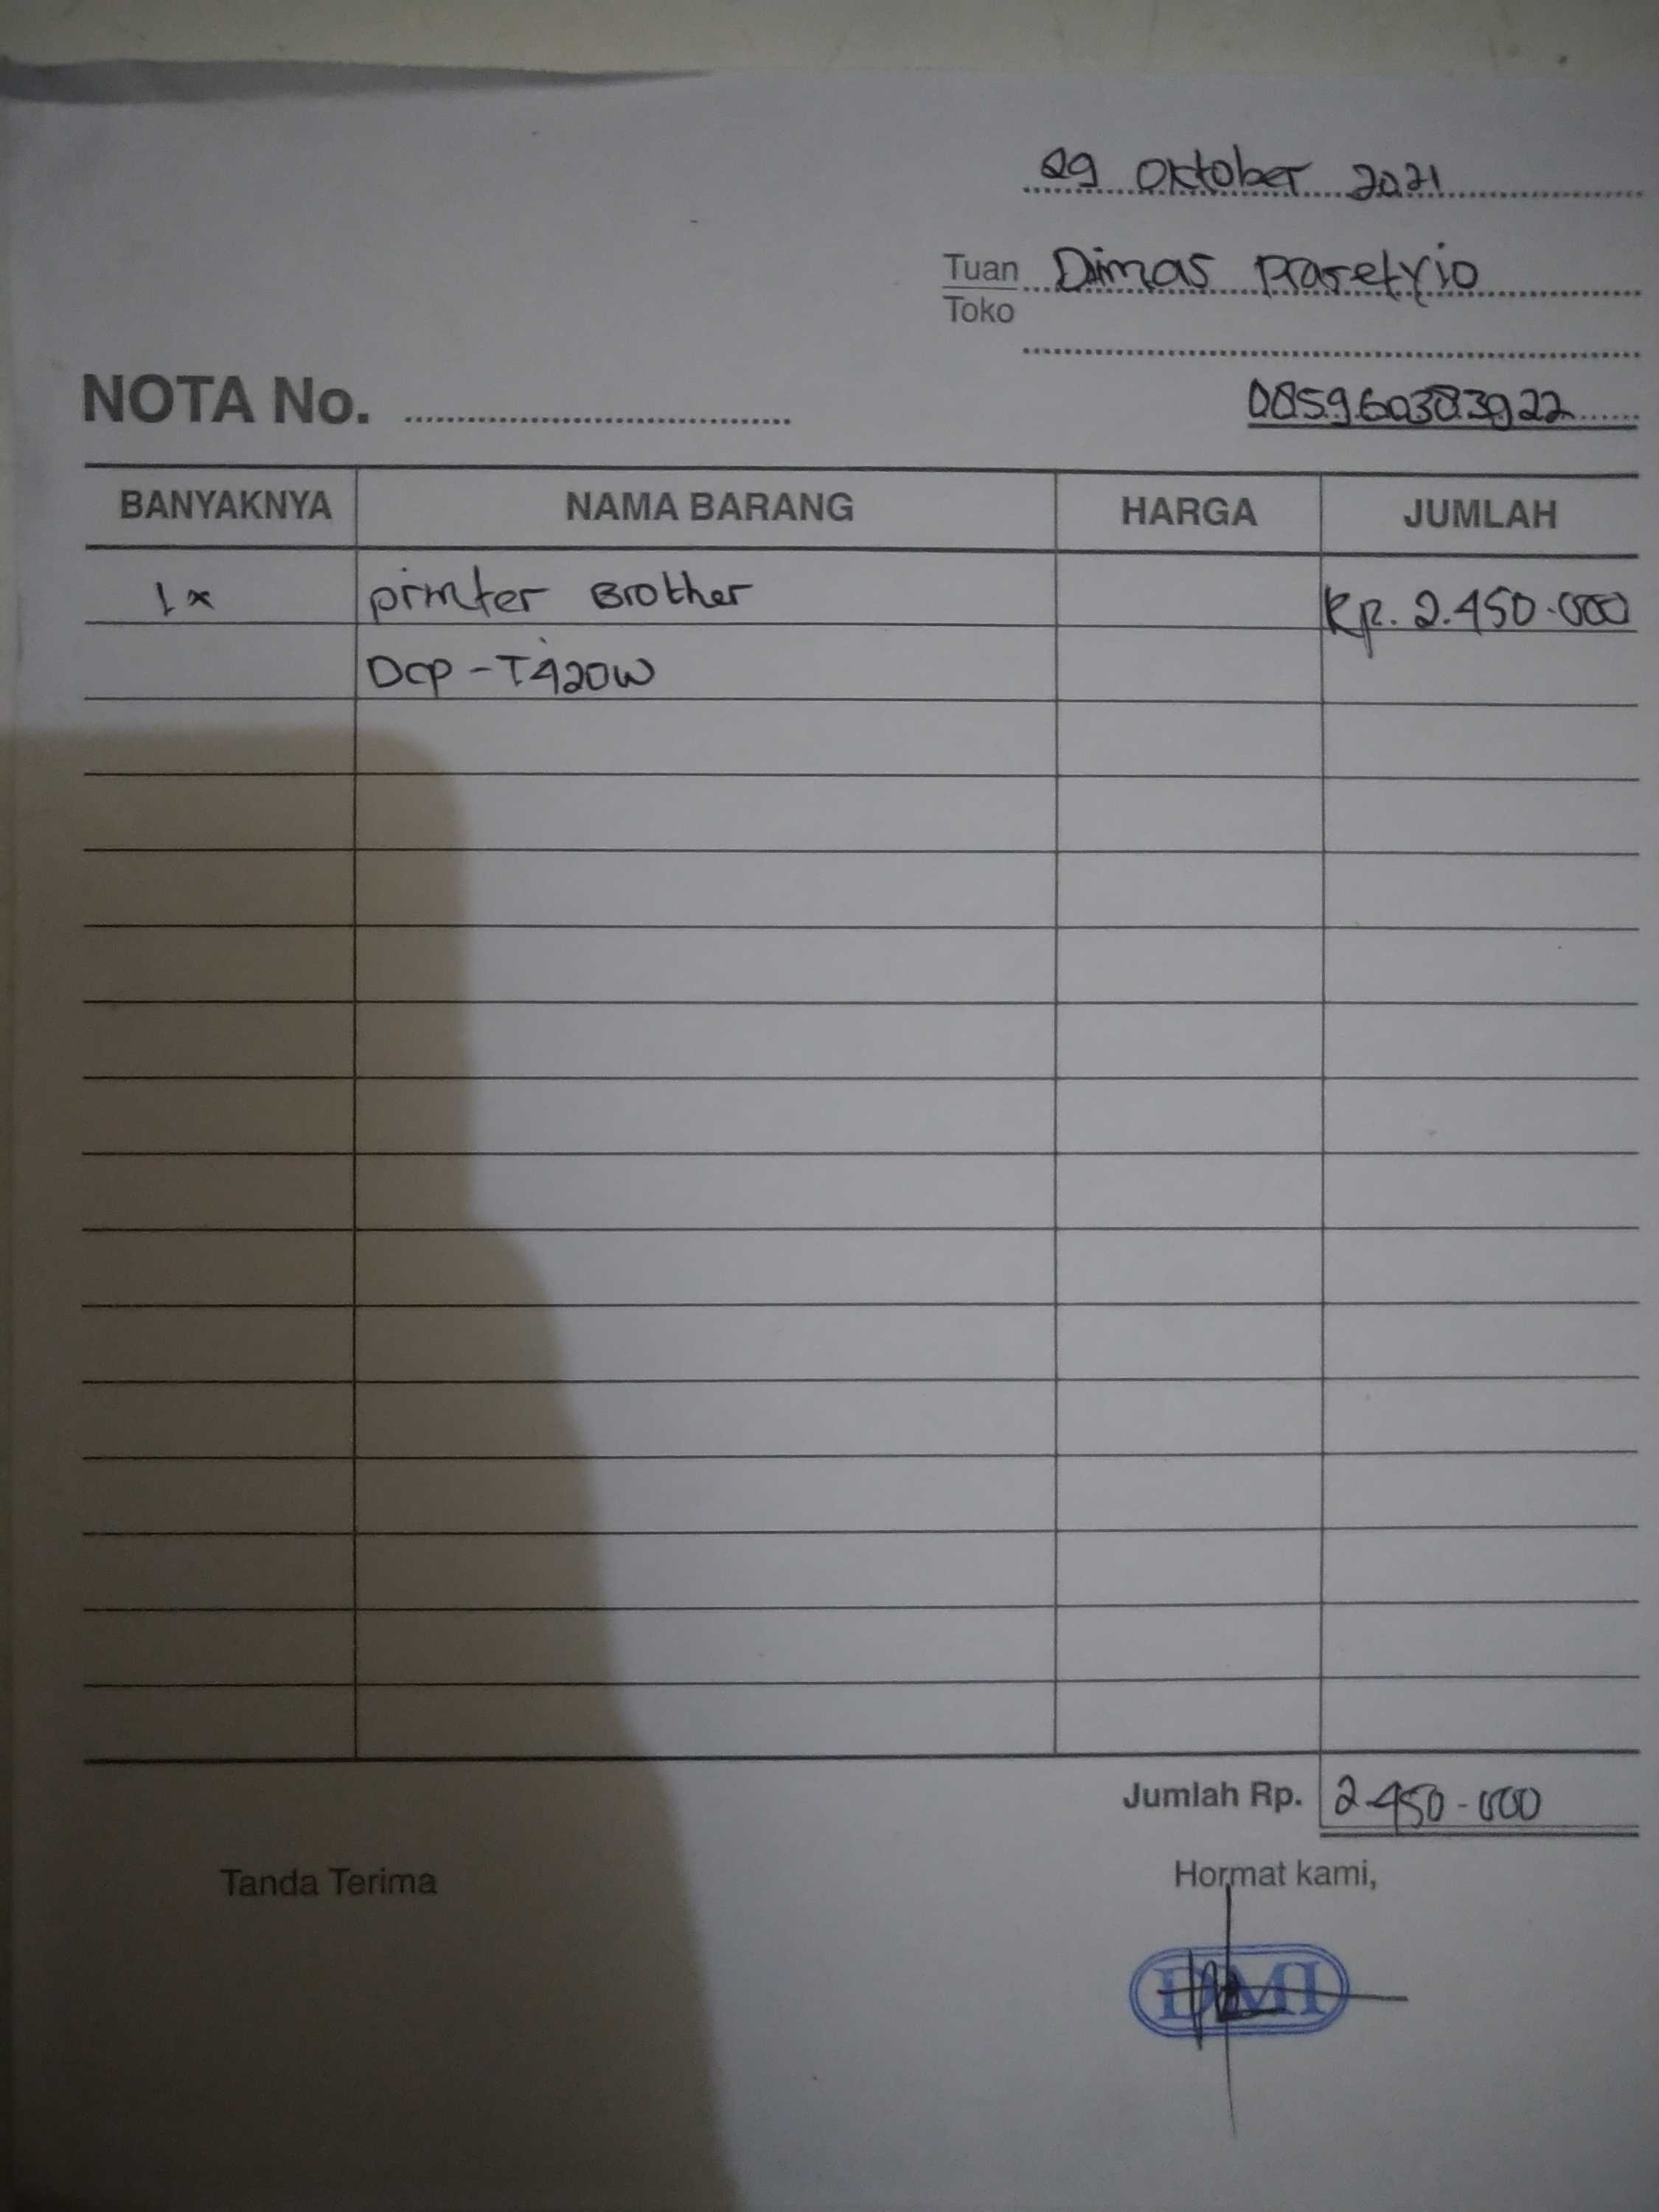 29 Oktober 2021
Tuan Dimas Prasetyio
Toko
NOTA No.
085960383922
BANYAKNYA NAMA BARANG HARGA JUMLAH
1x printer Brother Rp. 2.450.000
DCP-T420W
Jumlah Rp. 2.450-000
Tanda Terima Hormat kami,
DMI